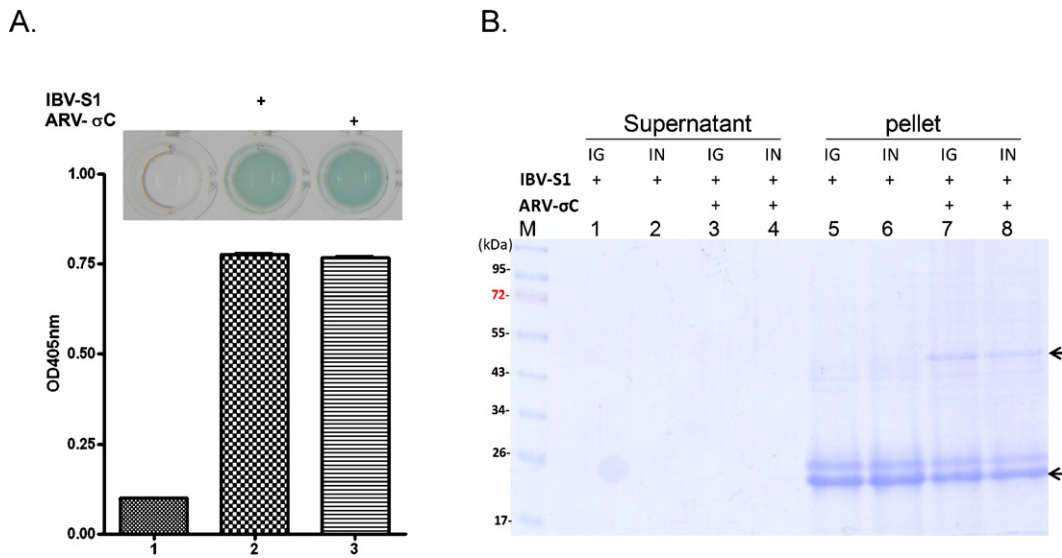 A.
IBV-S1 +
ARV- σC +
1.00
0.75
0.50
0.25
0.00
OD405nm
1 2 3
B.
Supernatant pellet
IG IN IG IN IG IN IG IN
IBV-S1 + + + + + + + +
ARV-σC + + + +
M 1 2 3 4 5 6 7 8
(kDa)
95-
72-
55-
43-
34-
26-
17-